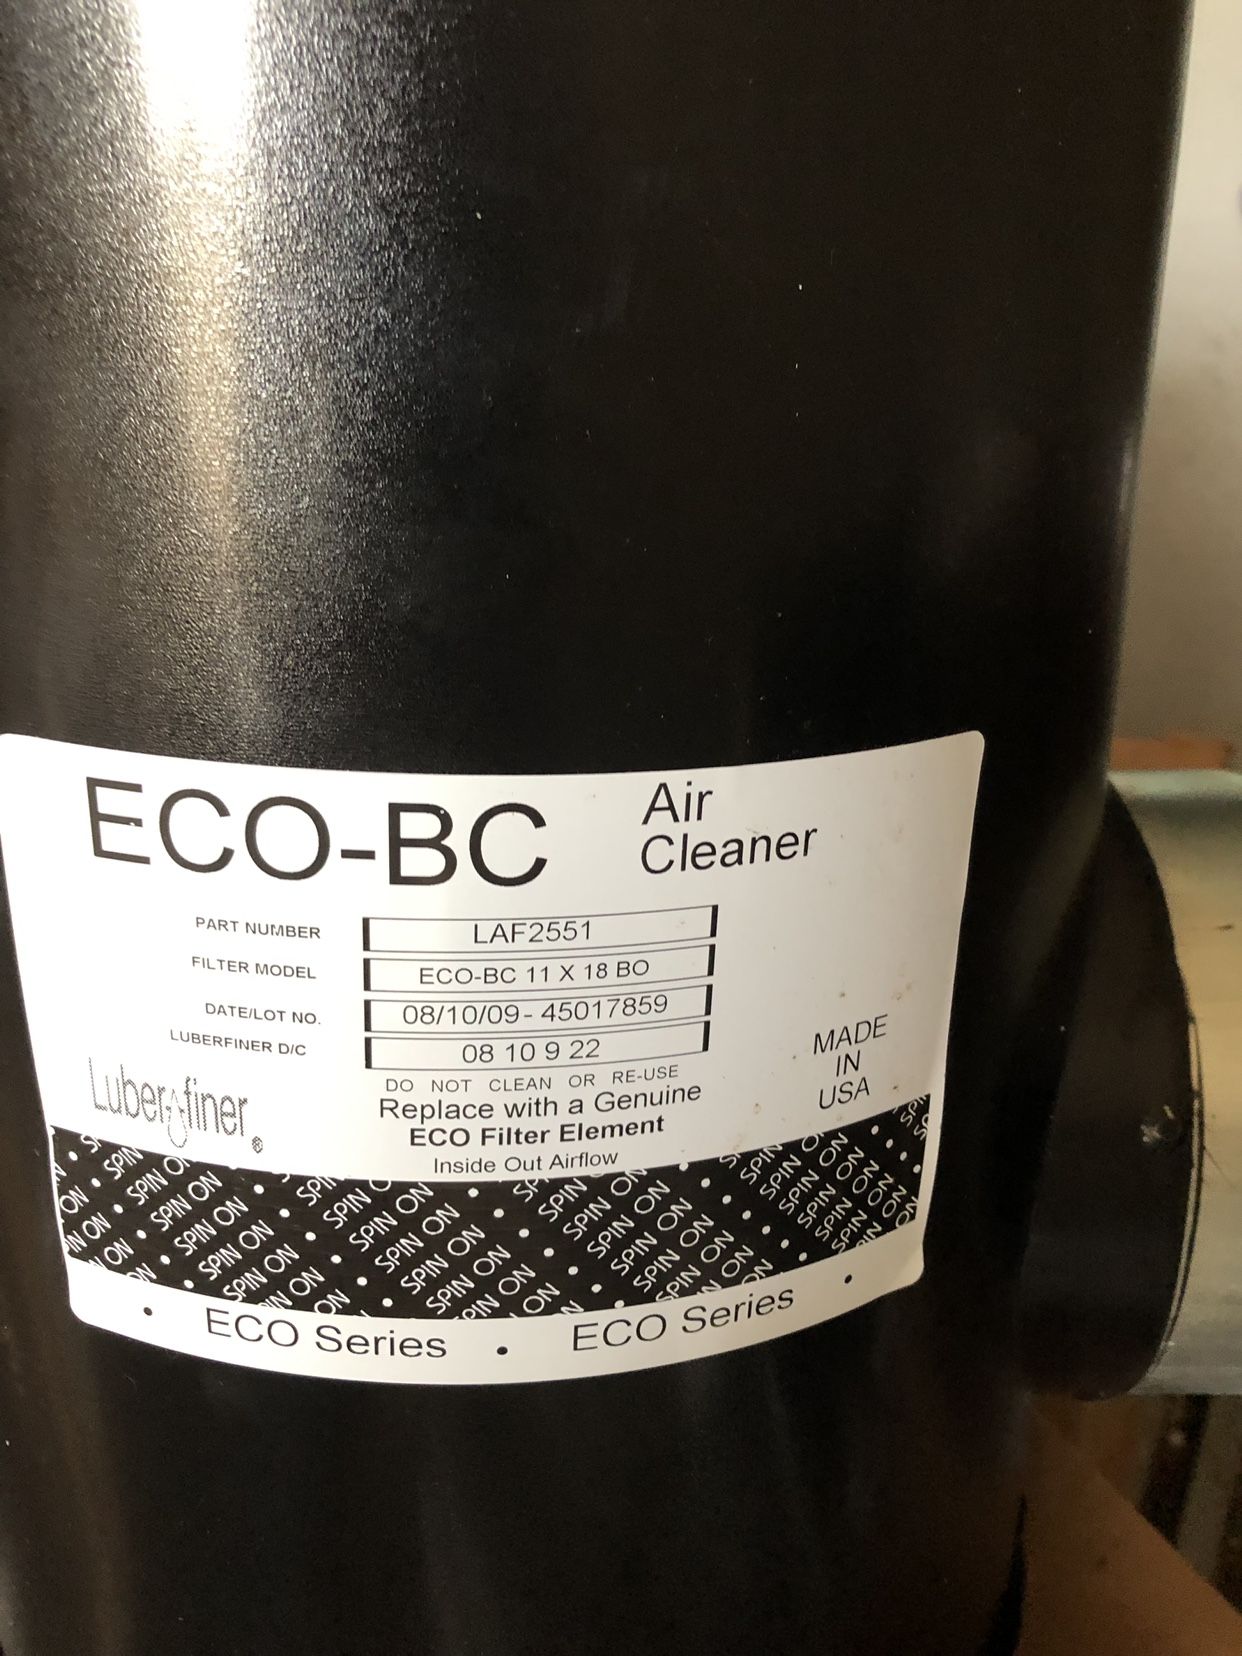 ECO-BC
Air
Cleaner
PART NUMBER LAF2551
FILTER MODEL ECO-BC 11 X 18 BO
DATE/LOT NO. 08/10/09- 45017859
LUBERFINER D/C 08 10 9 22
Luberfiner®
DO NOT CLEAN OR RE-USE
Replace with a Genuine
ECO Filter Element
Inside Out Airflow
MADE
IN
USA
SPIN ON • SPIN ON • SPIN ON • SPIN ON
• ECO Series • ECO Series •